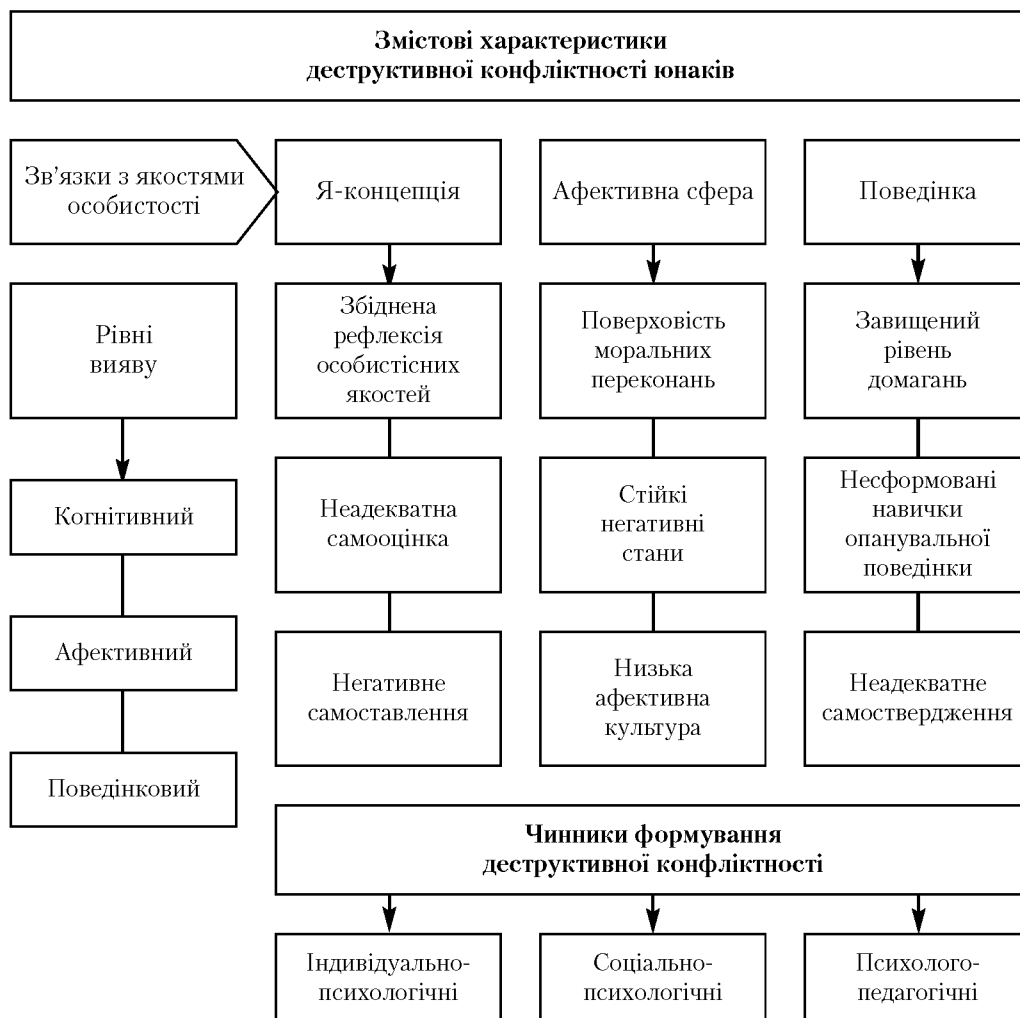 Змістові характеристики
деструктивної конфліктності юнаків
Зв’язки з якостями
особистості
Я-концепція
Афективна сфера
Поведінка
Рівні
вияву
Когнітивний
Афективний
Поведінковий
Збіднена
рефлексія
особистісних
якостей
Неадекватна
самооцінка
Негативне
самоставлення
Поверховість
моральних
переконань
Стійкі
негативні
стани
Низька
афективна
культура
Завищений
рівень
домагань
Несформовані
навички
опанувальної
поведінки
Неадекватне
самоствердження
Чинники формування
деструктивної конфліктності
Індивідуально-
психологічні
Соціально-
психологічні
Психолого-
педагогічні